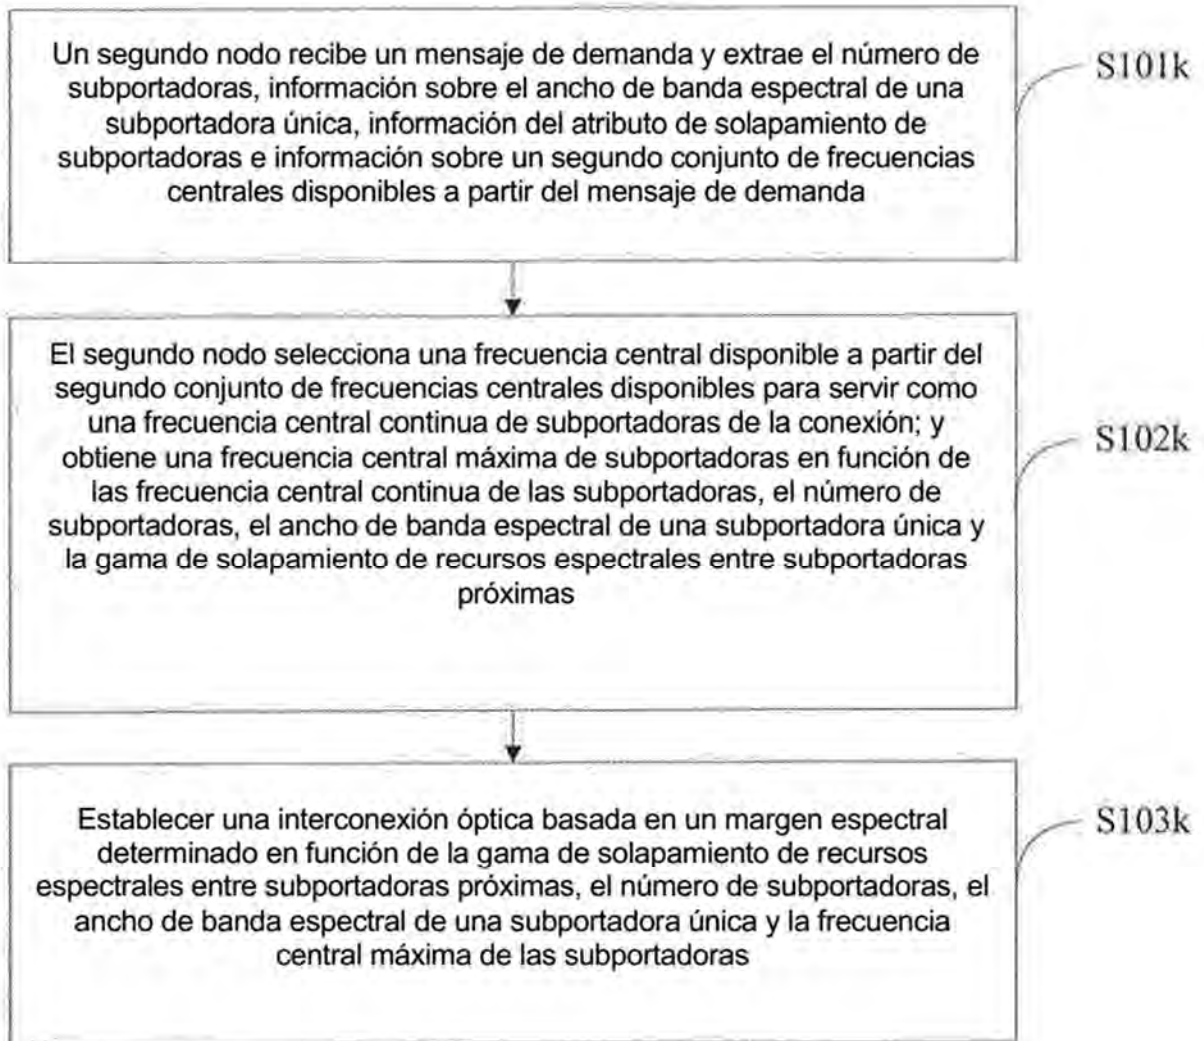 Un segundo nodo recibe un mensaje de demanda y extrae el número de
subportadoras, información sobre el ancho de banda espectral de una
subportadora única, información del atributo de solapamiento de
subportadoras e información sobre un segundo conjunto de frecuencias
centrales disponibles a partir del mensaje de demanda
S101k
El segundo nodo selecciona una frecuencia central disponible a partir del
segundo conjunto de frecuencias centrales disponibles para servir como
una frecuencia central continua de subportadoras de la conexión; y
obtiene una frecuencia central máxima de subportadoras en función de
las frecuencia central continua de las subportadoras, el número de
subportadoras, el ancho de banda espectral de una subportadora única y
la gama de solapamiento de recursos espectrales entre subportadoras
próximas
S102k
Establecer una interconexión óptica basada en un margen espectral
determinado en función de la gama de solapamiento de recursos
espectrales entre subportadoras próximas, el número de subportadoras, el
ancho de banda espectral de una subportadora única y la frecuencia
central máxima de las subportadoras
S103k